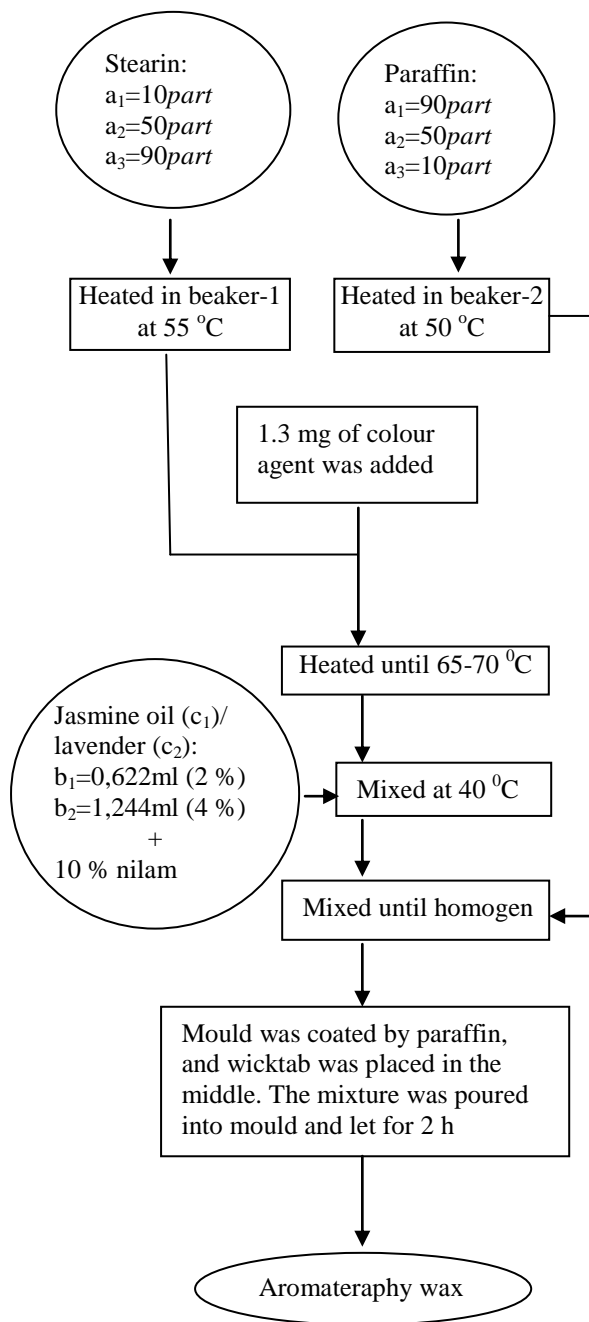 Stearin:
a₁=10part
a₂=50part
a₃=90part
Paraffin:
a₁=90part
a₂=50part
a₃=10part
Heated in beaker-1
at 55 °C
Heated in beaker-2
at 50 °C
1.3 mg of colour
agent was added
Heated until 65-70 ⁰C
Jasmine oil (c₁)/
lavender (c₂):
b₁=0,622ml (2 %)
b₂=1,244ml (4 %)
+
10 % nilam
Mixed at 40 ⁰C
Mixed until homogen
Mould was coated by paraffin,
and wicktab was placed in the
middle. The mixture was poured
into mould and let for 2 h
Aromateraphy wax